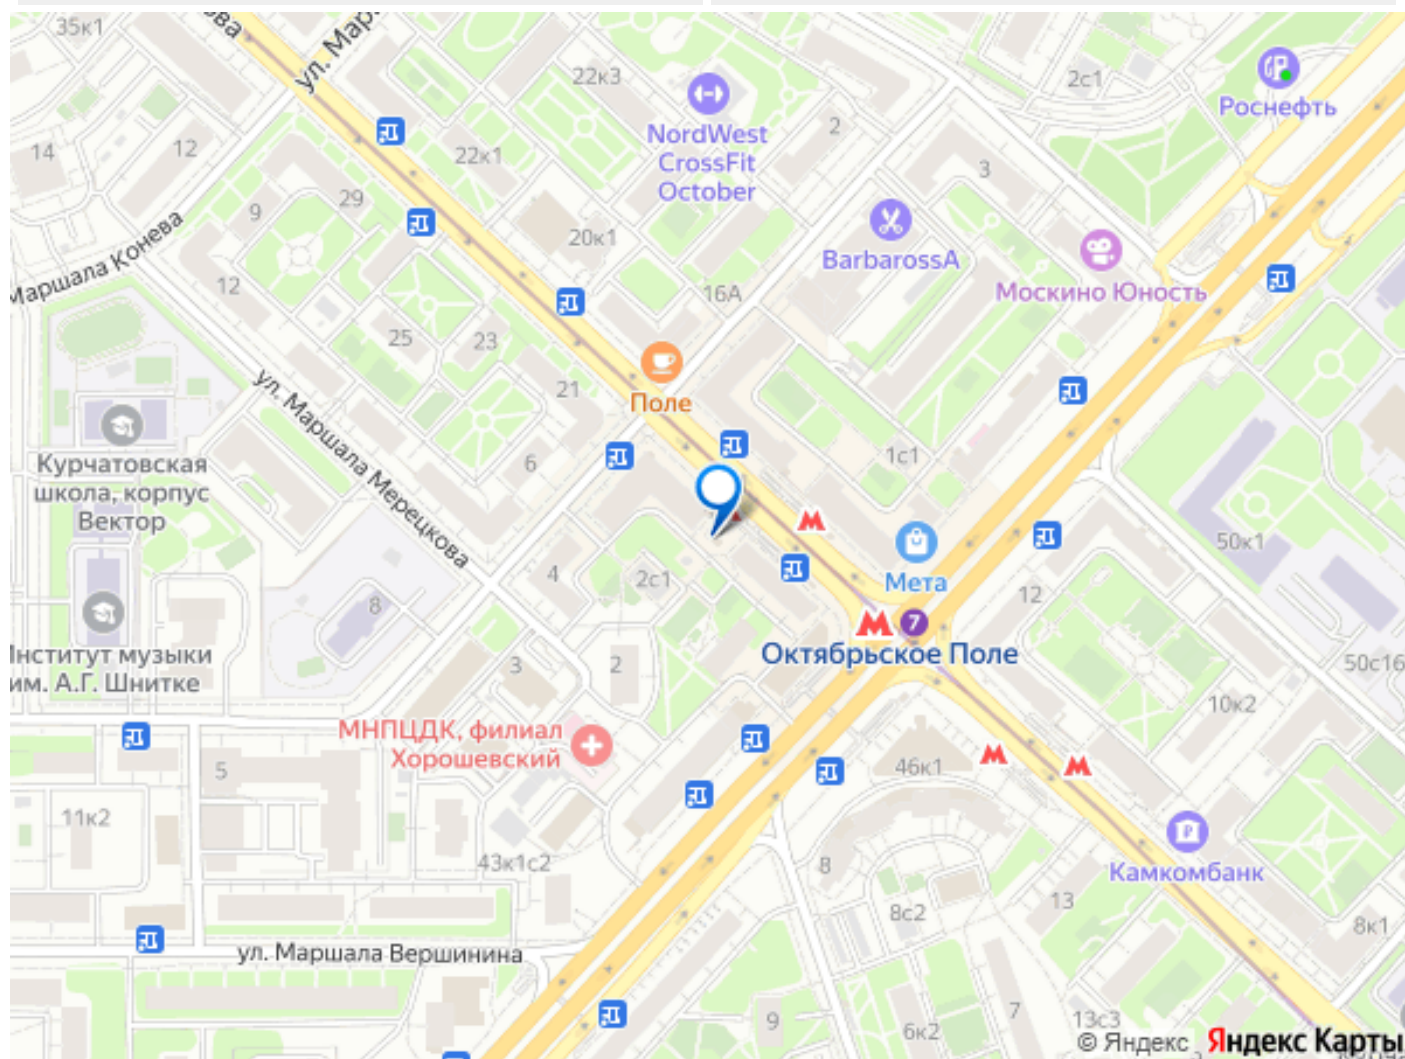 35к1
ова
ул. Мар
22к3
2с1
Роснефть
NordWest
CrossFit
October
2
14
12
22к1
3
9
29
20к1
BarbarossA
Маршала Конева
12
16А
Москино Юность
25
23
21
Поле
ул. Маршала Мерецкова
Курчатовская
школа, корпус
Вектор
6
1с1
50к1
4
2с1
Мета
12
8
7
Октябрьское Поле
Институт музыки
им. А.Г. Шнитке
3
2
50с16
10к2
МНПЦДК, филиал
Хорошевский
5
46к1
11к2
43к1с2
8
Камкомбанк
13
8с2
8к1
ул. Маршала Вершинина
9
6к2
7
13с3
© Яндекс Яндекс Карты